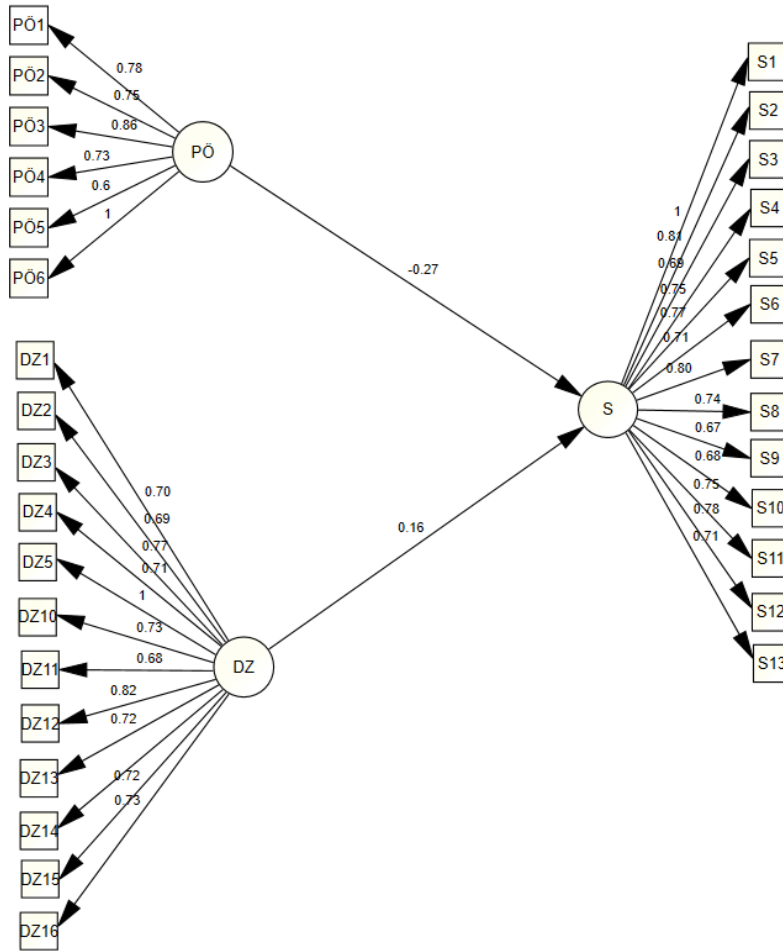 PÖ1
PÖ2
PÖ3
PÖ4
PÖ5
PÖ6
0.78
0.75
0.86
0.73
0.6
1
PÖ
-0.27
DZ1
DZ2
DZ3
DZ4
DZ5
DZ10
DZ11
DZ12
DZ13
DZ14
DZ15
DZ16
0.70
0.69
0.77
0.71
1
0.73
0.68
0.82
0.72
0.72
0.73
DZ
0.16
S
1
0.81
0.69
0.75
0.77
0.71
0.80
0.74
0.67
0.68
0.75
0.78
0.71
S1
S2
S3
S4
S5
S6
S7
S8
S9
S10
S11
S12
S13